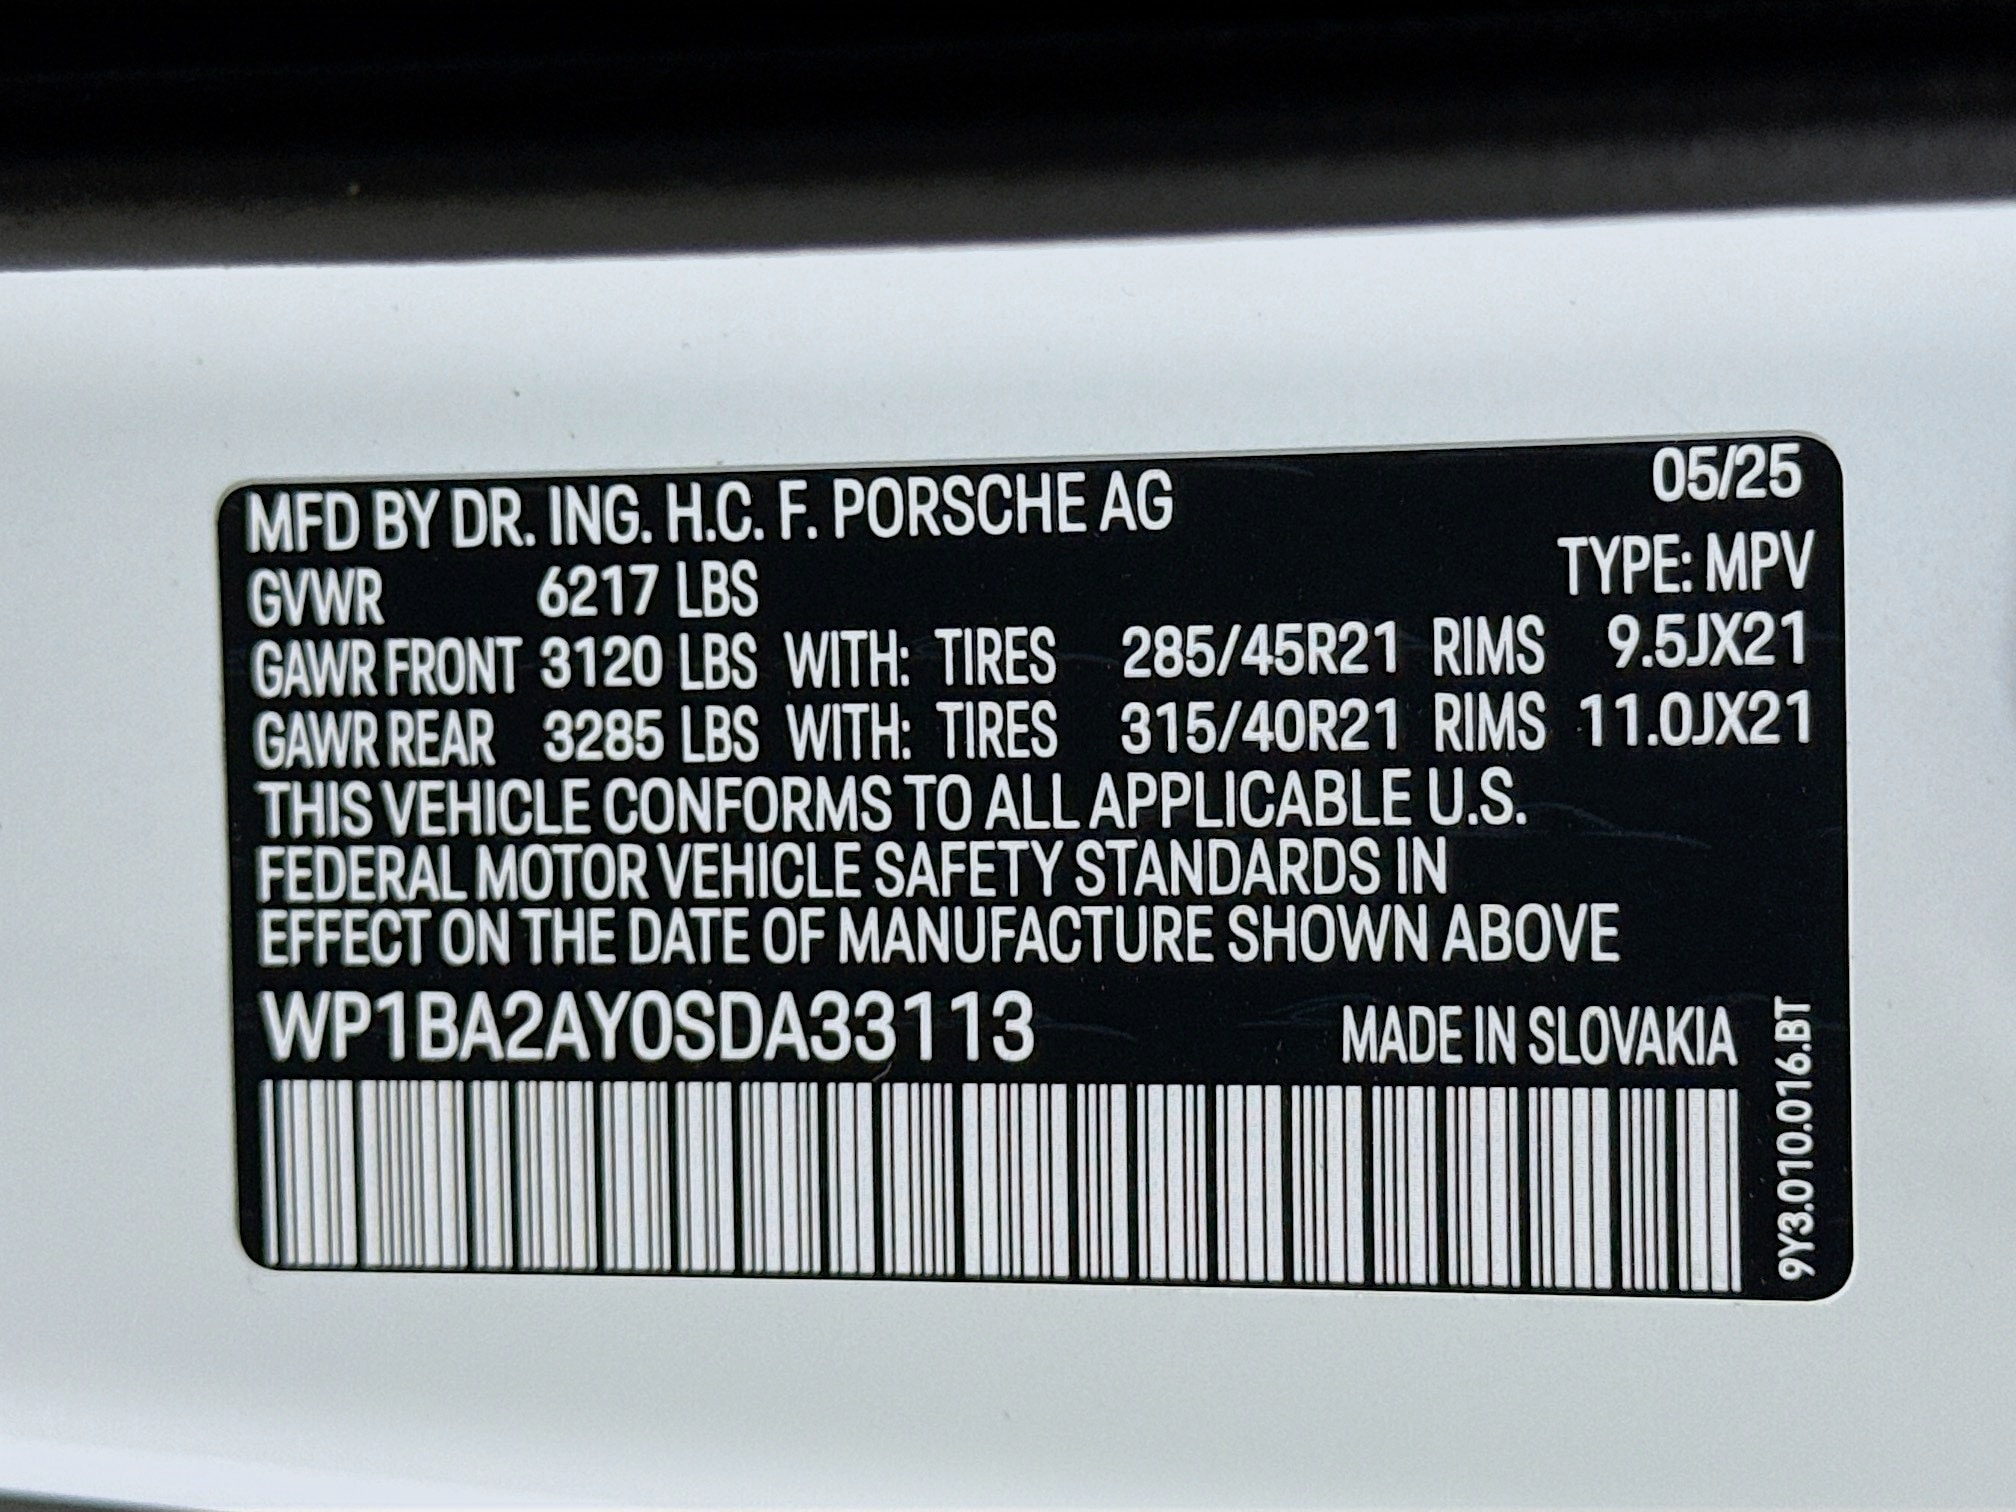 MFD BY DR. ING. H.C. F. PORSCHE AG 05/25
GVWR 6217 LBS TYPE: MPV
GAWR FRONT 3120 LBS WITH: TIRES 285/45R21 RIMS 9.5JX21
GAWR REAR 3285 LBS WITH: TIRES 315/40R21 RIMS 11.0JX21
THIS VEHICLE CONFORMS TO ALL APPLICABLE U.S.
FEDERAL MOTOR VEHICLE SAFETY STANDARDS IN
EFFECT ON THE DATE OF MANUFACTURE SHOWN ABOVE
WP1BA2AY0SDA33113 MADE IN SLOVAKIA
9Y3.010.016.BT